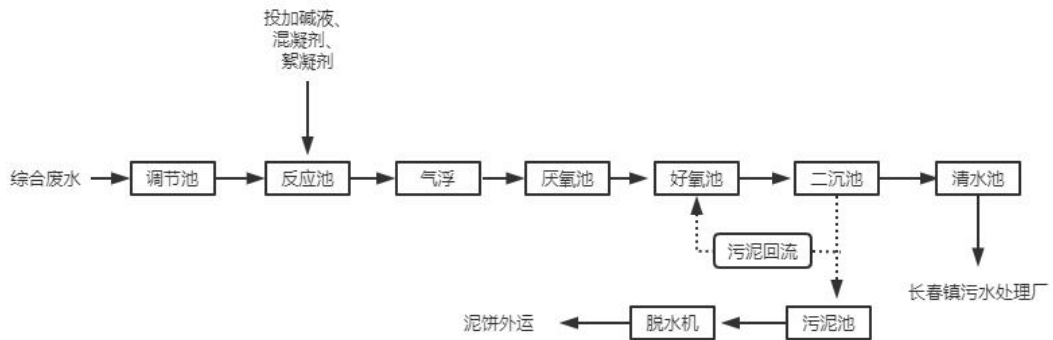 投加碱液、
混凝剂、
絮凝剂
综合废水
调节池
反应池
气浮
厌氧池
好氧池
二沉池
清水池
污泥回流
长春镇污水处理厂
泥饼外运
脱水机
污泥池